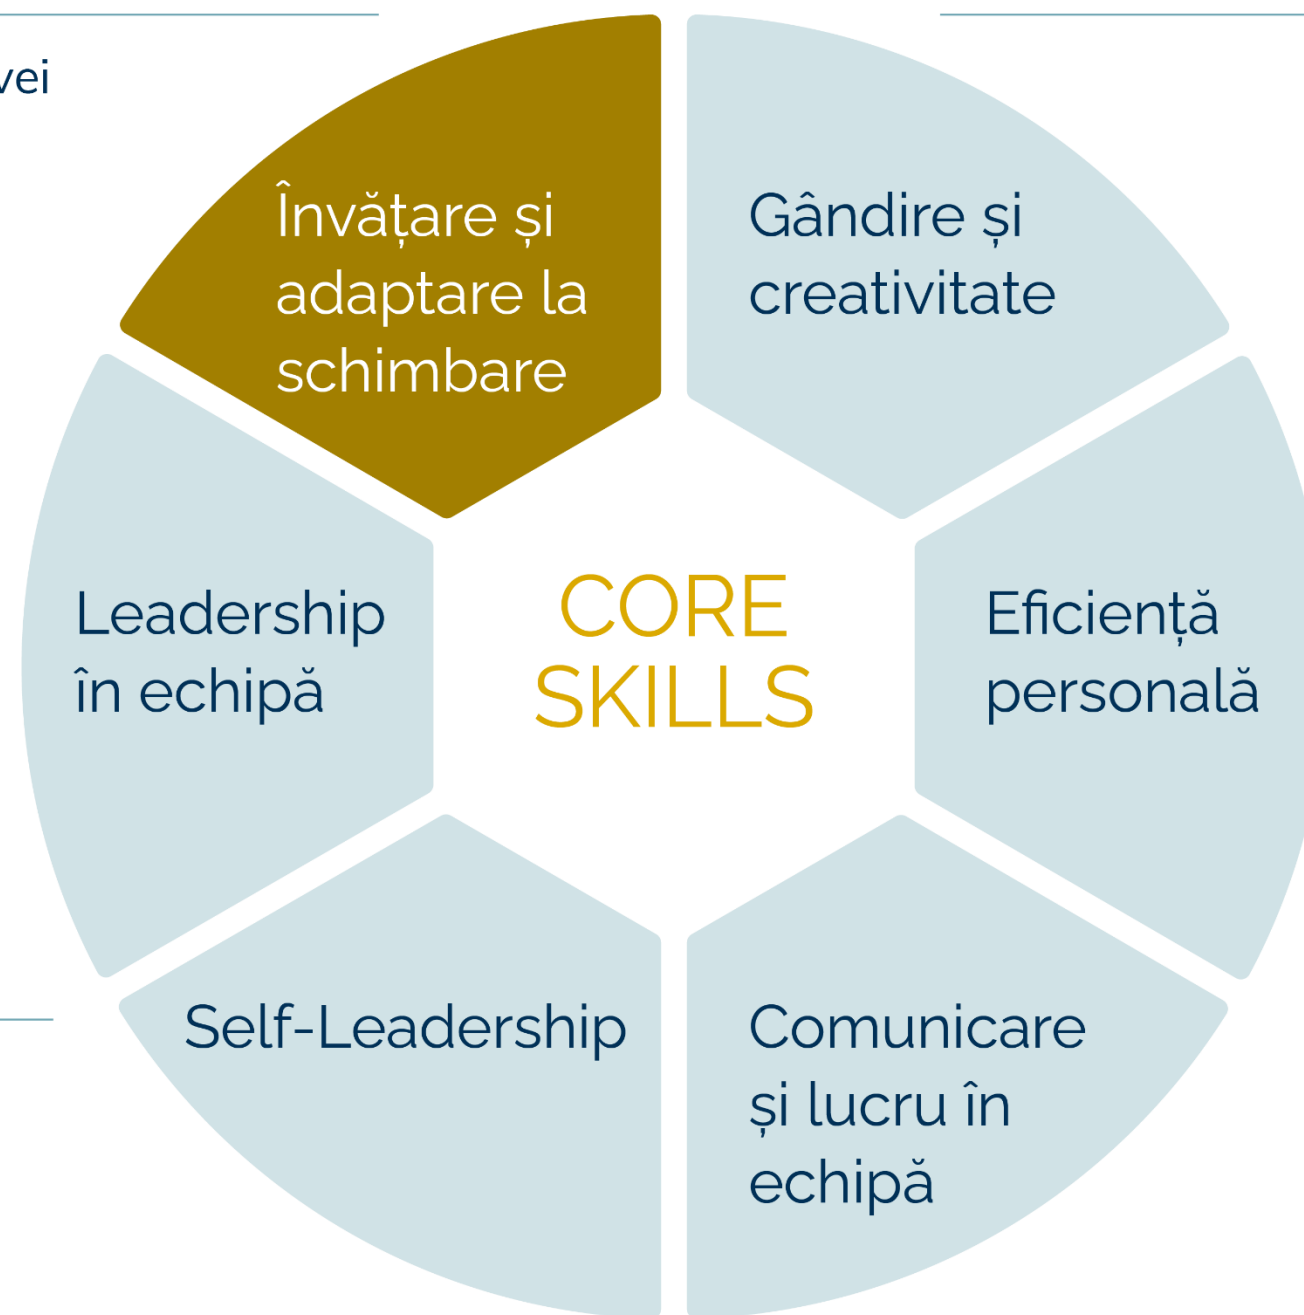 Învățare și
adaptare la
schimbare
Gândire și
creativitate
Leadership
în echipă
CORE
SKILLS
Eficiență
personală
Self-Leadership
Comunicare
și lucru în
echipă